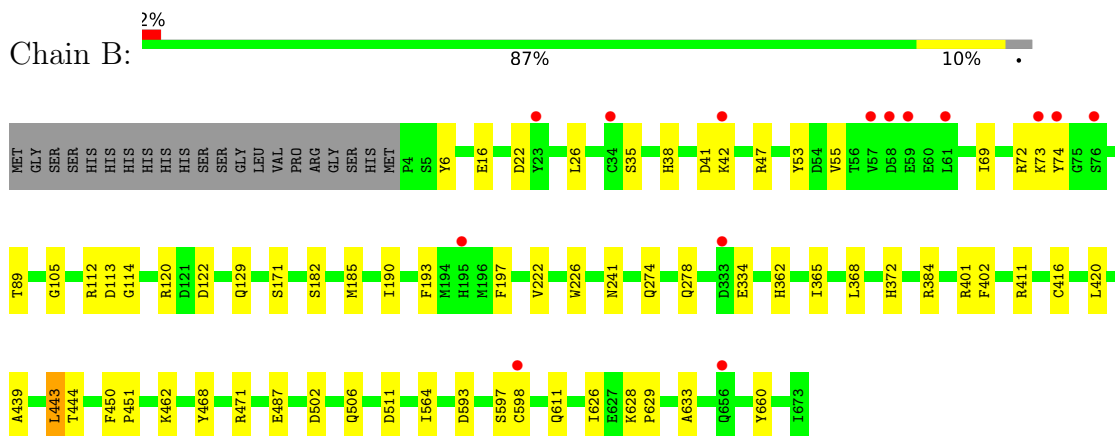 2%
Chain B:
87% 10% •
MET GLY SER SER HIS HIS HIS HIS HIS HIS SER SER GLY LEU VAL PRO ARG GLY SER HIS MET P4 S5 Y6 E16 D22 Y23 L26 C34 S35 H38 D41 K42 R47 Y53 D54 V55 T56 V57 D58 E59 E60 L61 I69 R72 K73 Y74 G75 S76
T89 G105 R112 D113 G114 R120 D121 D122 Q129 S171 S182 M185 I190 F193 M194 H195 M196 F197 V222 W226 N241 Q274 Q278 D333 E334 H362 I365 L368 H372 R384 R401 F402 R411 C416 L420
A439 L443 T444 F450 P451 K462 Y468 R471 E487 D502 Q506 D511 I564 D593 S597 C598 Q611 I626 E627 K628 P629 A633 Q656 Y660 I673